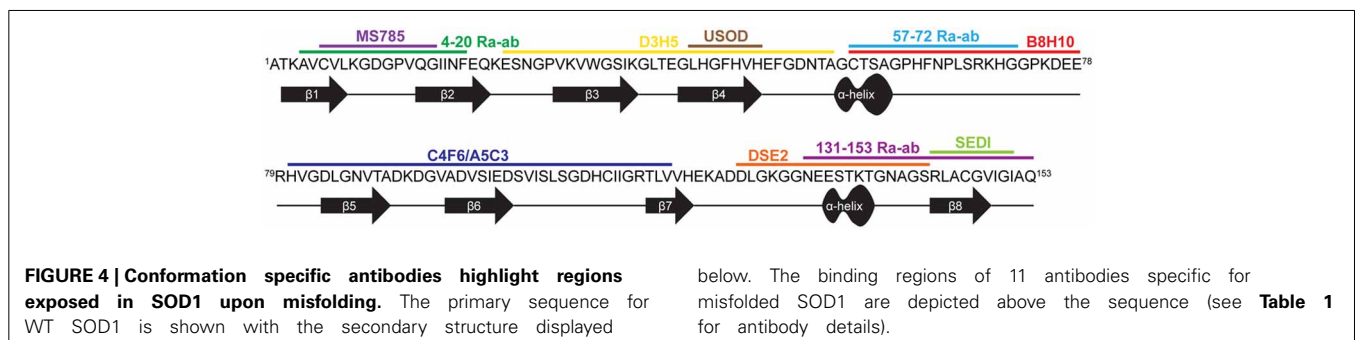 MS785 4-20 Ra-ab D3H5 USOD 57-72 Ra-ab B8H10
1ATKAVCVLKGDGPVQGIINFEQKESNGPVKVWGSIKGLTEGLHGFHVHEFGDNTAGCTSAGPHFNPLSRKHGGPKDEE78
β1 β2 β3 β4 α-helix
C4F6/A5C3 DSE2 131-153 Ra-ab SEDI
79RHVGDLGNVTADKDGVADVSIEDSVISLSGDHCIIGRTLVVHEKADDLGKGGNEESTKTGNAGSRLACGVIGIAQ153
β5 β6 β7 α-helix β8
FIGURE 4 | Conformation specific antibodies highlight regions
exposed in SOD1 upon misfolding. The primary sequence for
WT SOD1 is shown with the secondary structure displayed
below. The binding regions of 11 antibodies specific for
misfolded SOD1 are depicted above the sequence (see Table 1
for antibody details).